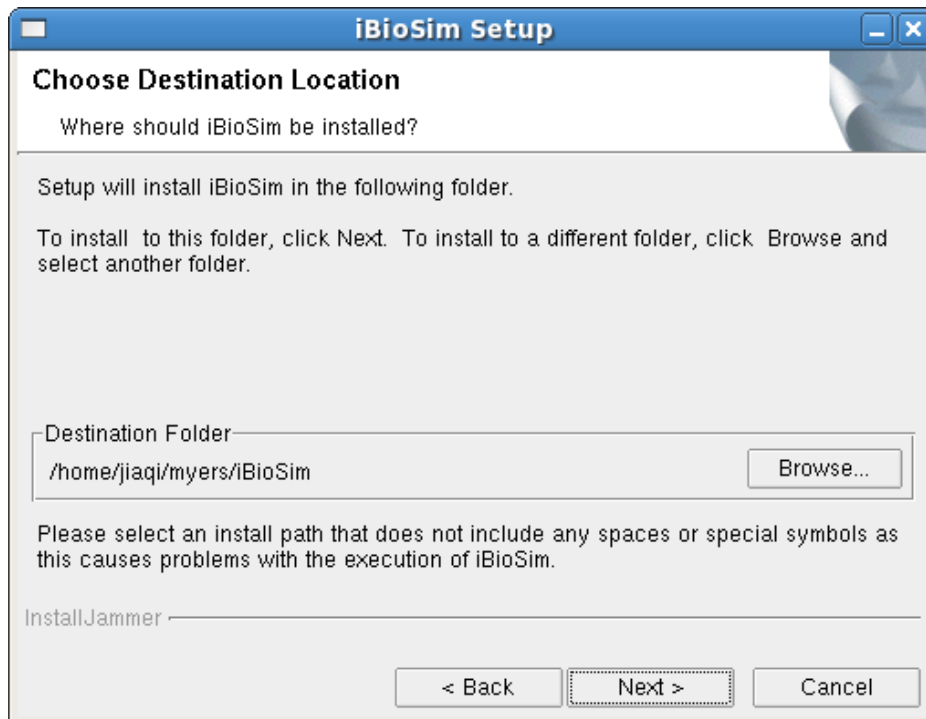 iBioSim Setup
Choose Destination Location
Where should iBioSim be installed?
Setup will install iBioSim in the following folder.
To install  to this folder, click Next.  To install to a different folder, click  Browse and
select another folder.
Destination Folder
/home/jiaqi/myers/iBioSim
Browse...
Please select an install path that does not include any spaces or special symbols as
this causes problems with the execution of iBioSim.
InstallJammer
< Back
Next >
Cancel